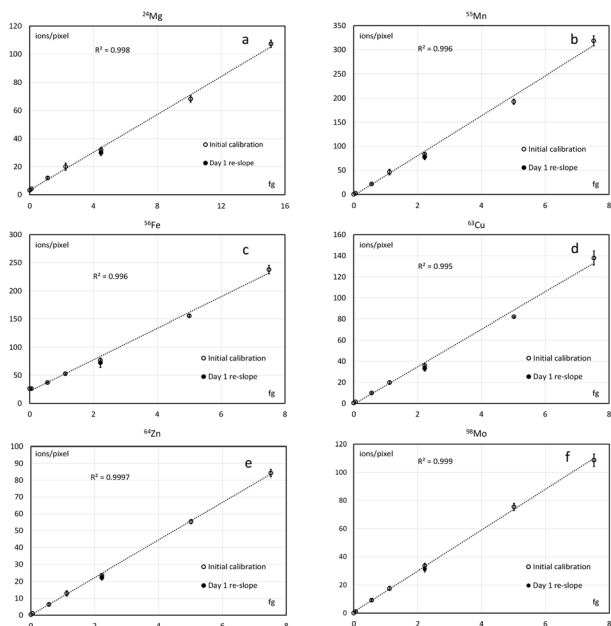 ²⁴Mg
ions/pixel
a
R² = 0.998
120
100
80
60
40
20
0
Initial calibration
Day 1 re-slope
fg
0 4 8 12 16
⁵⁵Mn
ions/pixel
b
R² = 0.996
350
300
250
200
150
100
50
0
Initial calibration
Day 1 re-slope
fg
0 2 4 6 8
⁵⁶Fe
ions/pixel
c
R² = 0.996
300
250
200
150
100
50
0
Initial calibration
Day 1 re-slope
fg
0 2 4 6 8
⁶³Cu
ions/pixel
d
R² = 0.995
160
140
120
100
80
60
40
20
0
Initial calibration
Day 1 re-slope
fg
0 2 4 6 8
⁶⁴Zn
ions/pixel
e
R² = 0.9997
100
90
80
70
60
50
40
30
20
10
0
Initial calibration
Day 1 re-slope
fg
0 2 4 6 8
⁹⁸Mo
ions/pixel
f
R² = 0.999
120
100
80
60
40
20
0
Initial calibration
Day 1 re-slope
fg
0 2 4 6 8